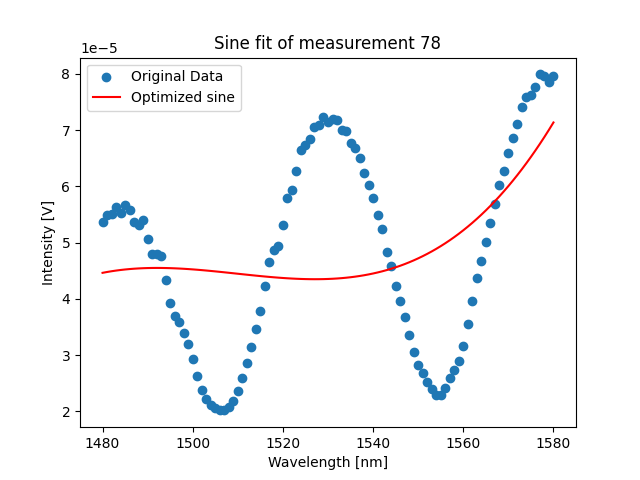 Sine fit of measurement 78
1e−5
Original Data
Optimized sine
8
7
6
5
4
3
2
Intensity [V]
1480
1500
1520
1540
1560
1580
Wavelength [nm]